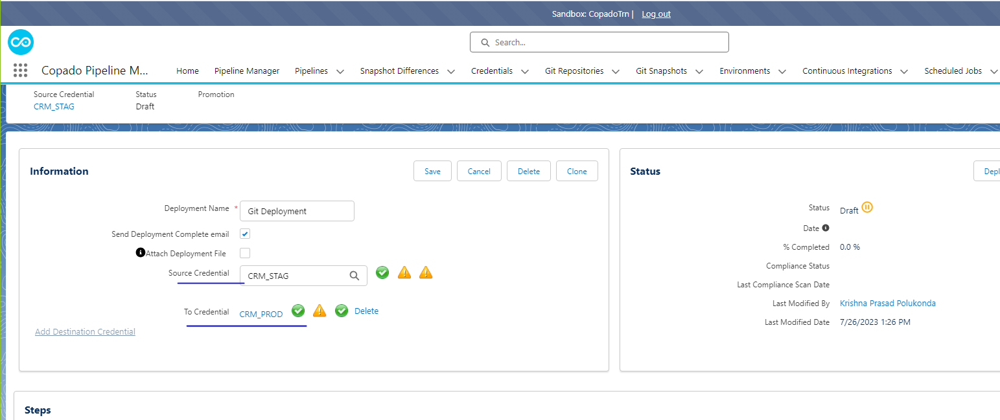 Sandbox: CopadoTrn | Log out
Search...
Copado Pipeline M... Home Pipeline Manager Pipelines Snapshot Differences Credentials Git Repositories Git Snapshots Environments Continuous Integrations Scheduled Jobs
Source Credential Status Promotion
CRM_STAG Draft
Information Save Cancel Delete Clone
Deployment Name * Git Deployment
Send Deployment Complete email
Attach Deployment File
Source Credential CRM_STAG
To Credential CRM_PROD Delete
Add Destination Credential
Status Depl
Status Draft
Date
% Completed 0.0 %
Compliance Status
Last Compliance Scan Date
Last Modified By Krishna Prasad Polukonda
Last Modified Date 7/26/2023 1:26 PM
Steps